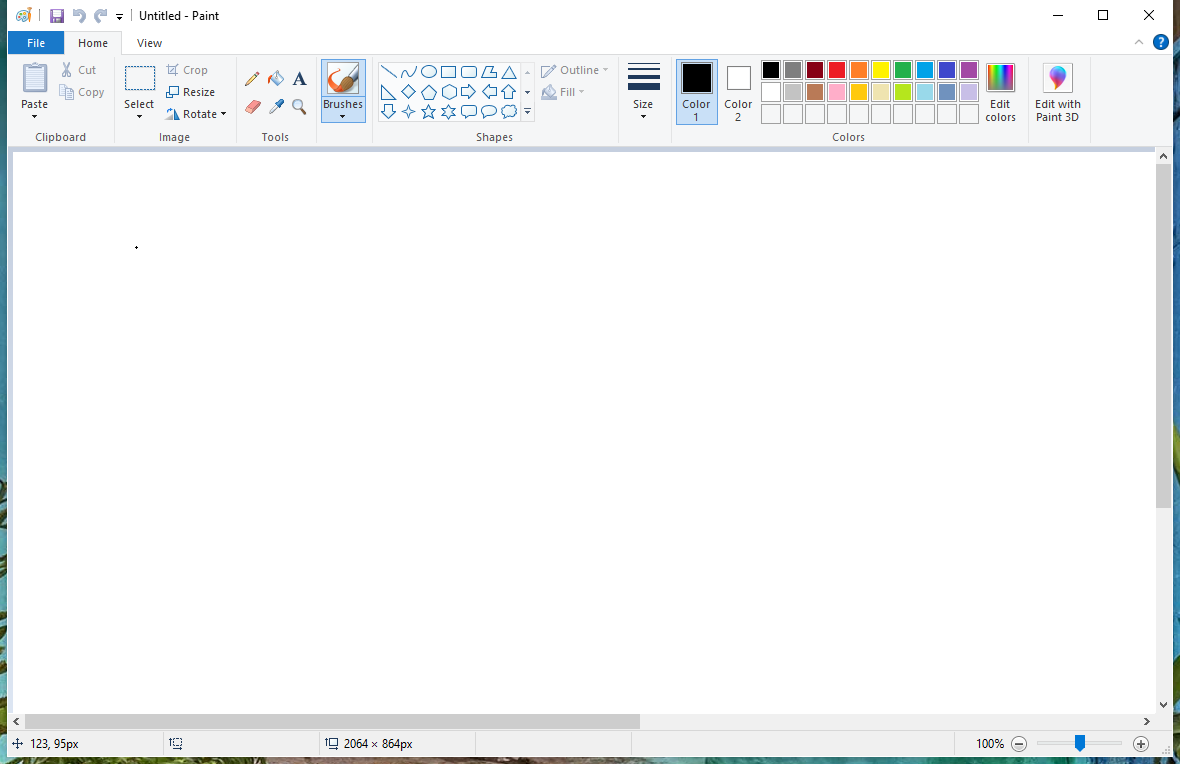 Untitled - Paint
File Home View
Paste
Cut
Copy
Clipboard
Select
Crop
Resize
Rotate
Image
A
Tools
Brushes
Outline
Fill
Shapes
Size
Color 1
Color 2
Edit colors
Colors
Edit with Paint 3D
?
123, 95px
2064 × 864px
100%